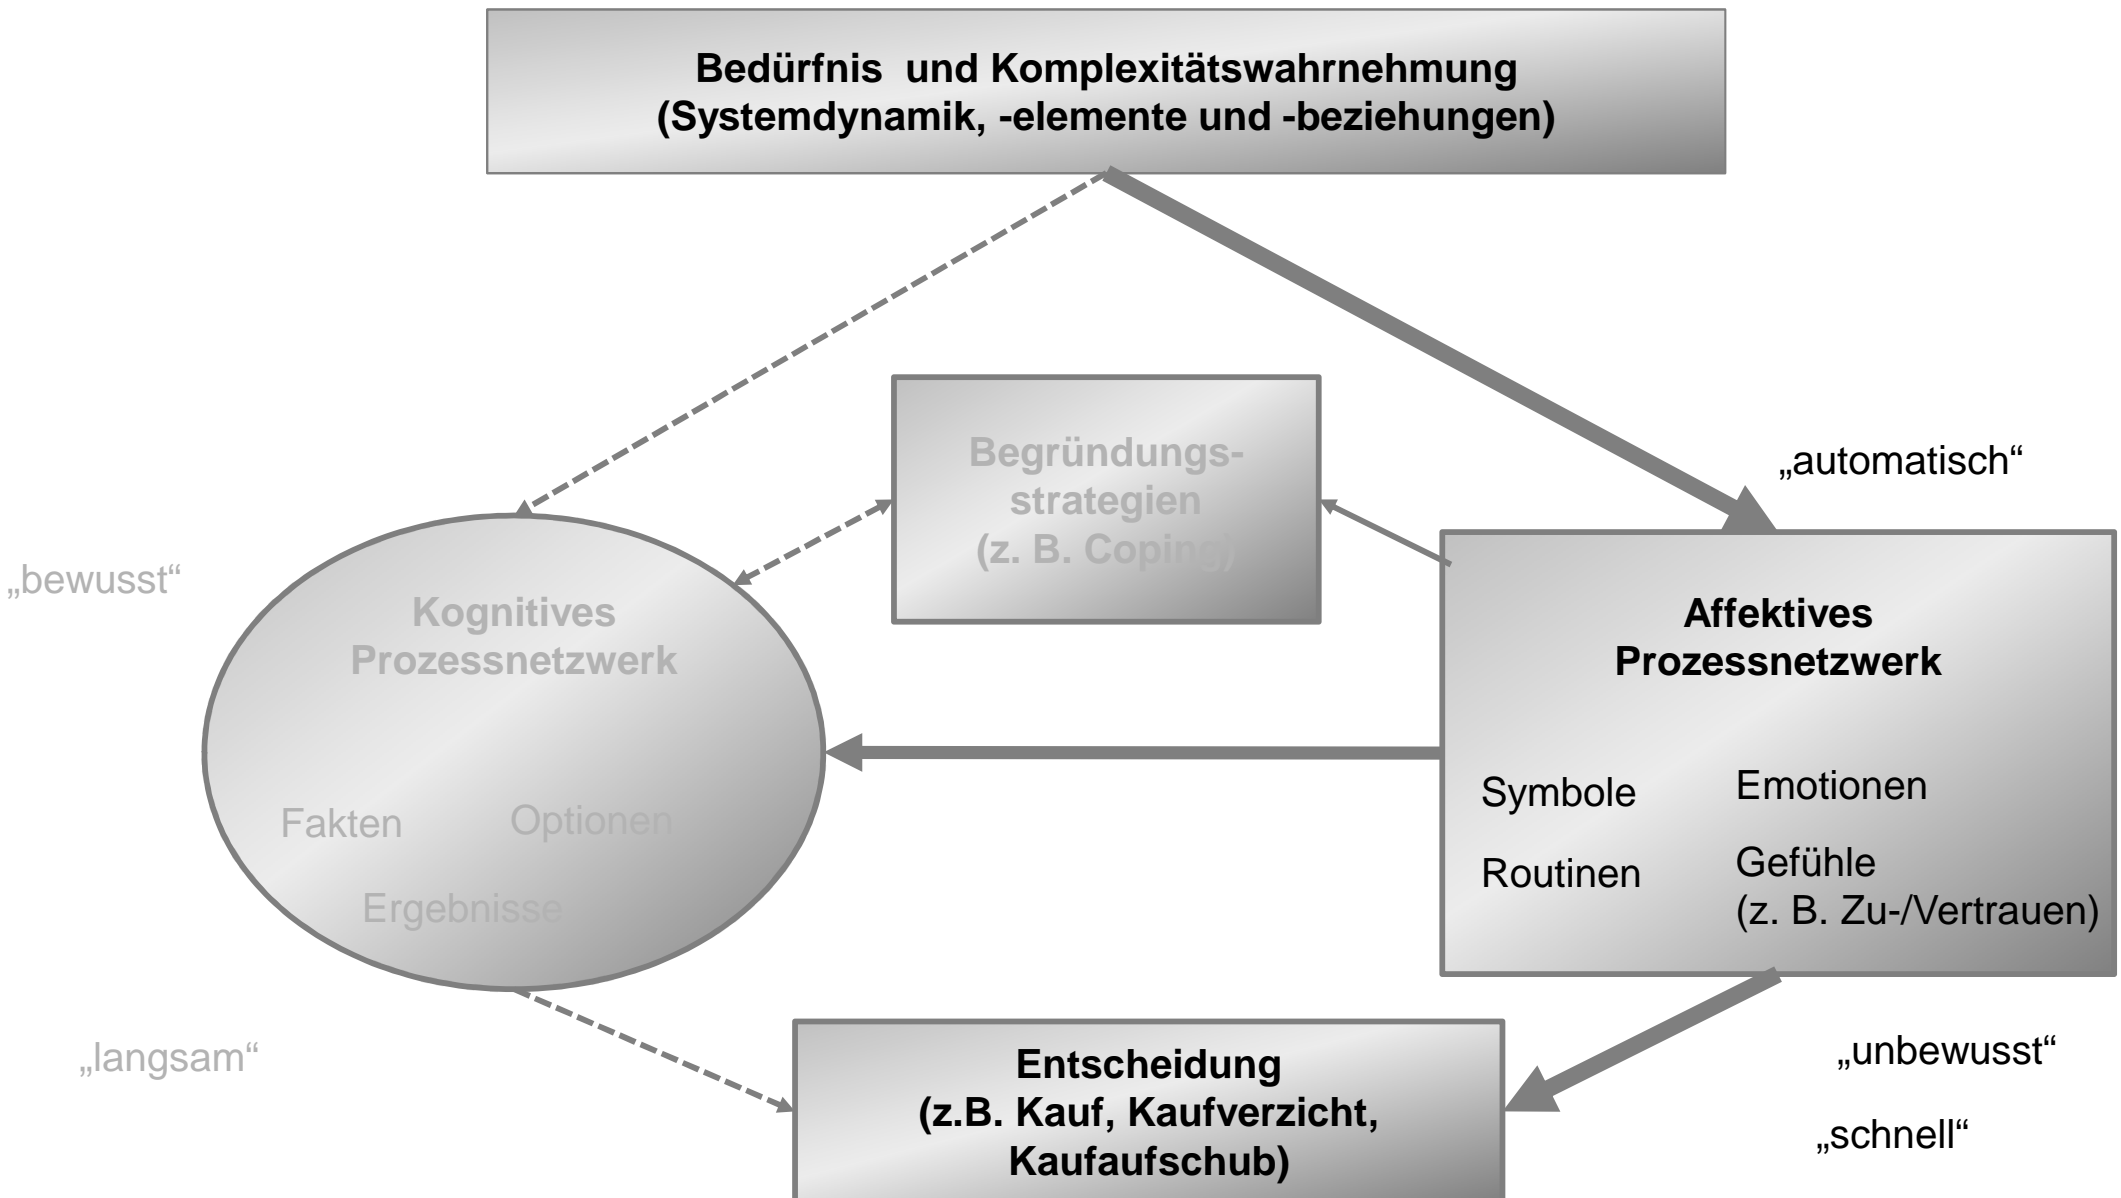 Bedürfnis  und Komplexitätswahrnehmung
(Systemdynamik, -elemente und -beziehungen)
Begründungs-
strategien
(z. B. Coping)
„automatisch“
„bewusst“
Kognitives
Prozessnetzwerk
Fakten
Optionen
Ergebnisse
Affektives
Prozessnetzwerk
Symbole
Emotionen
Routinen
Gefühle
(z. B. Zu-/Vertrauen)
„langsam“
Entscheidung
(z.B. Kauf, Kaufverzicht,
Kaufaufschub)
„unbewusst“
„schnell“